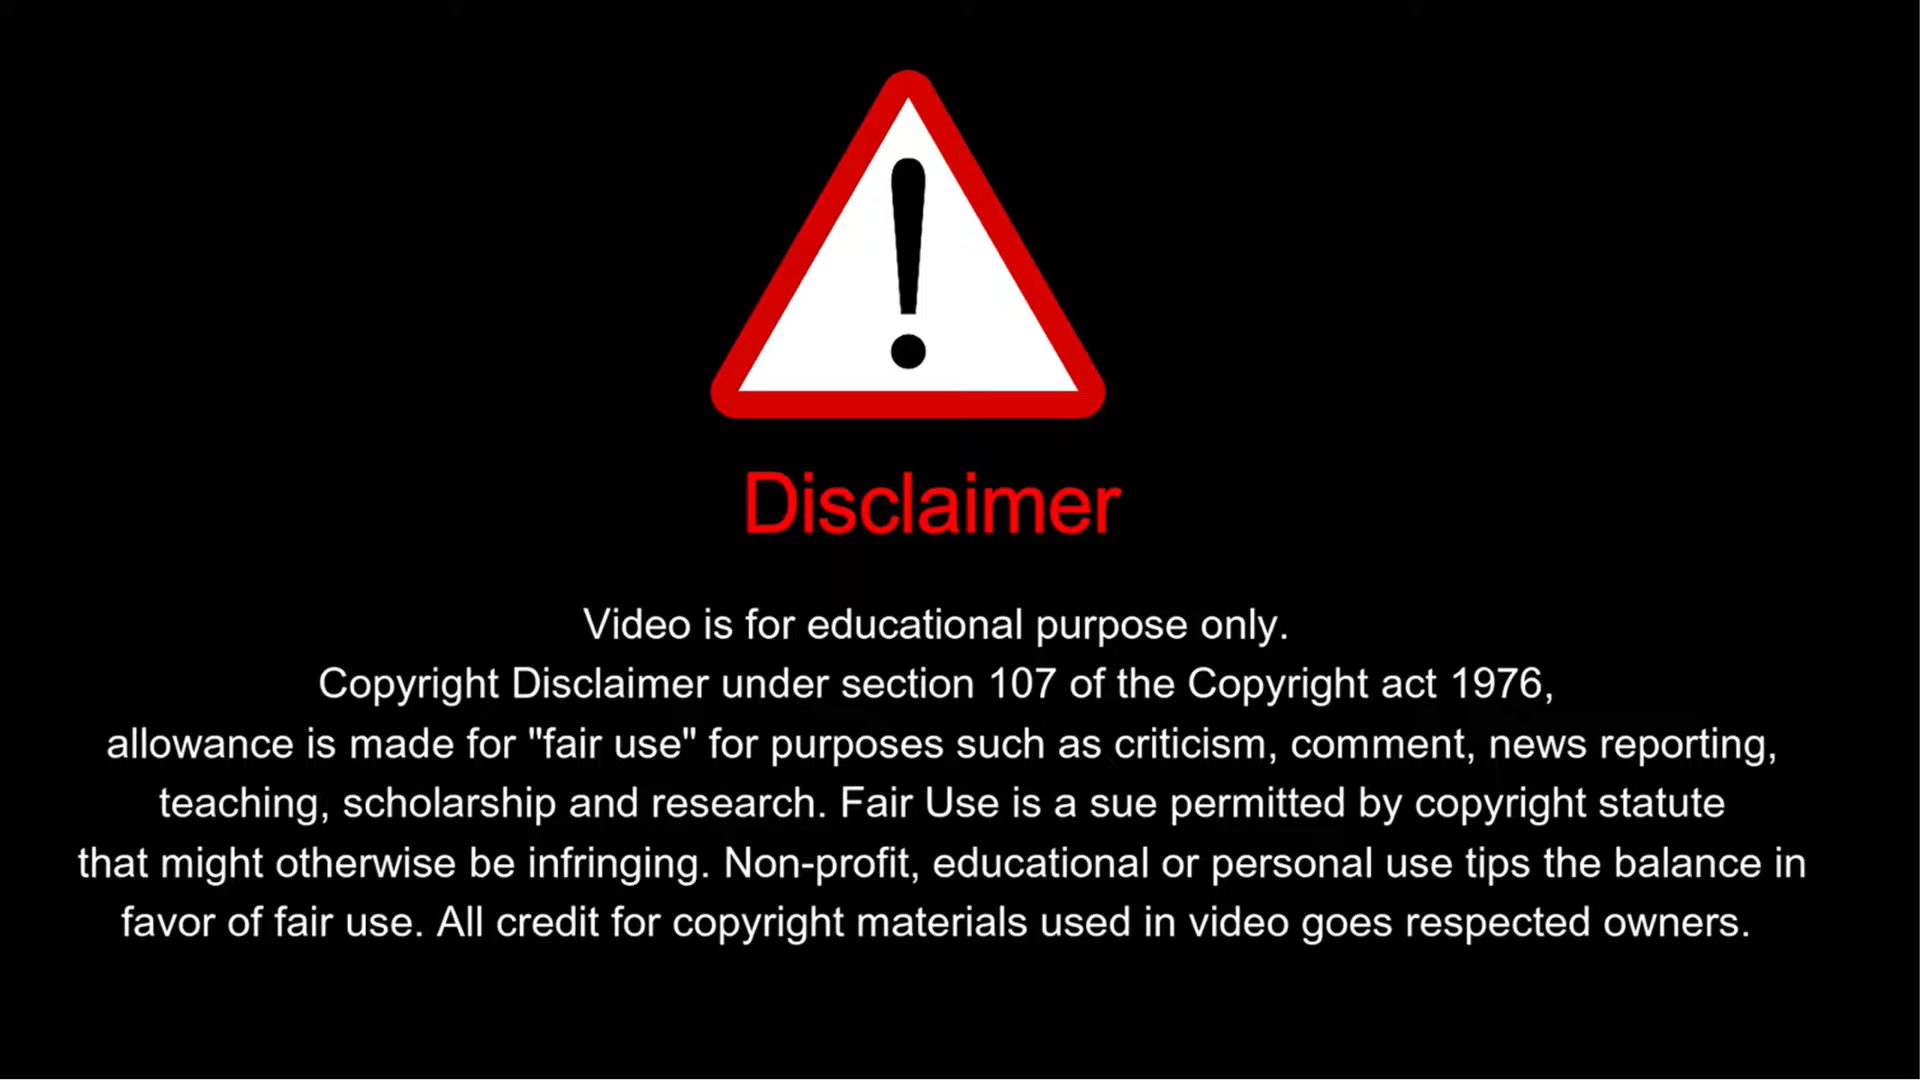 Disclaimer
Video is for educational purpose only.
Copyright Disclaimer under section 107 of the Copyright act 1976,
allowance is made for "fair use" for purposes such as criticism, comment, news reporting,
teaching, scholarship and research. Fair Use is a sue permitted by copyright statute
that might otherwise be infringing. Non-profit, educational or personal use tips the balance in
favor of fair use. All credit for copyright materials used in video goes respected owners.